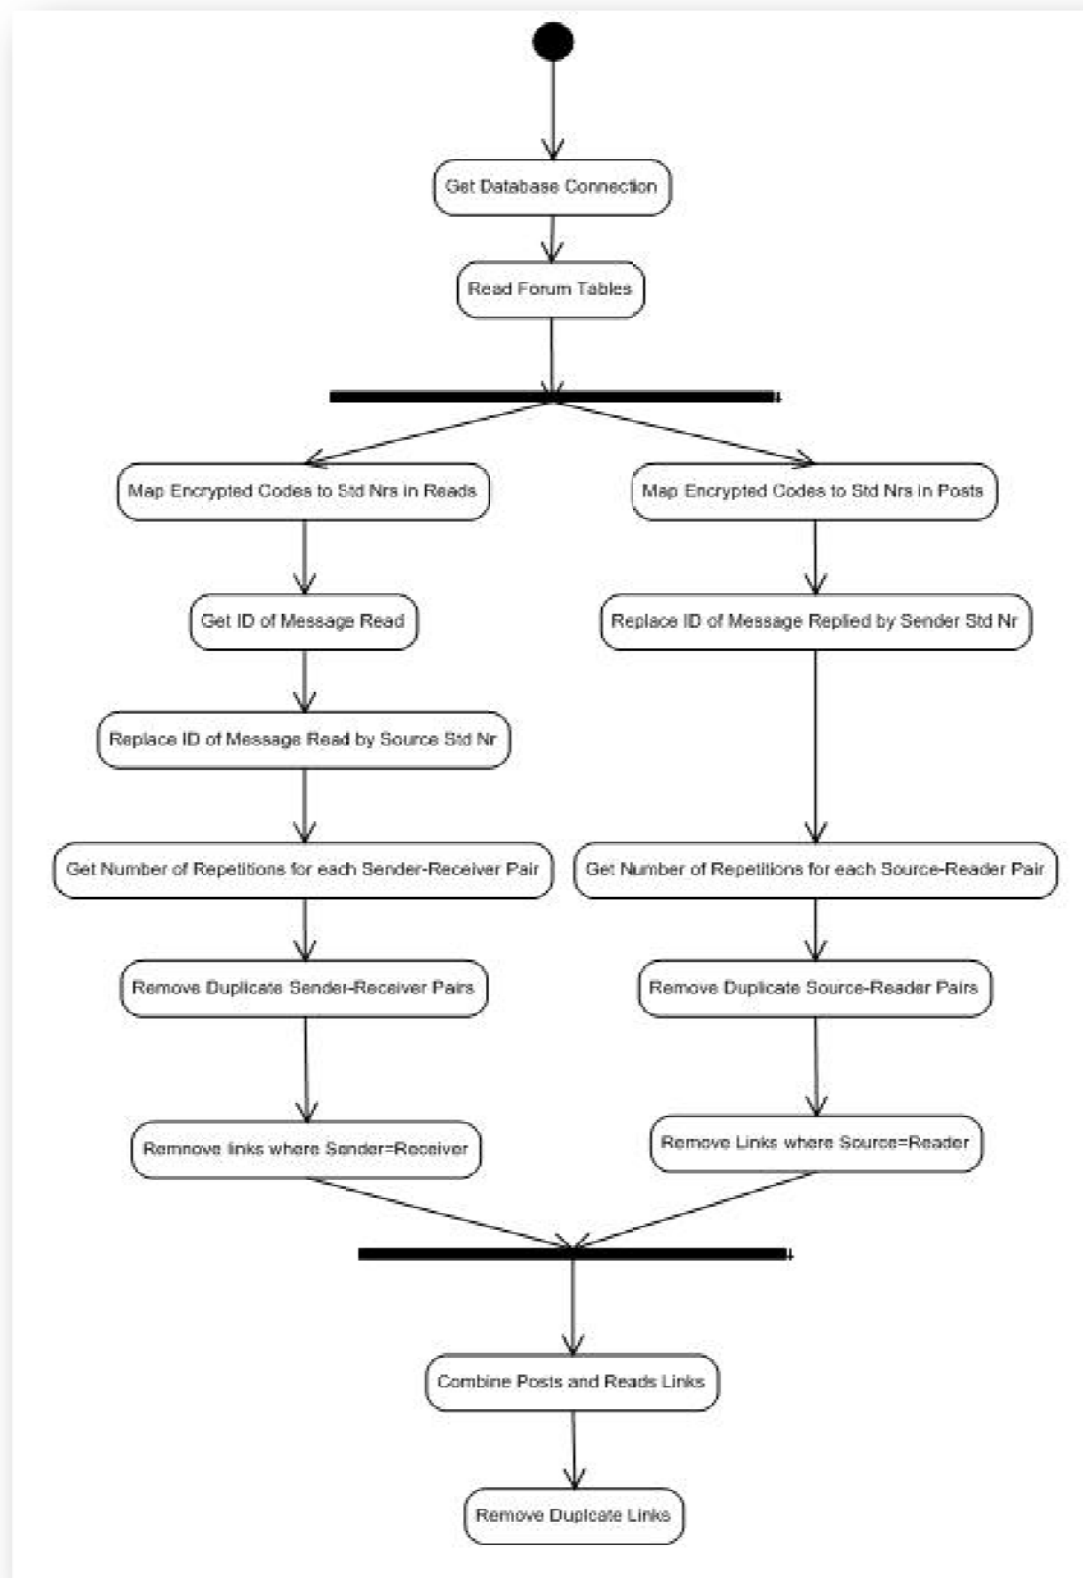 Get Database Connection
Read Forum Tables
Map Encrypted Codes to Std Nrs in Reads
Map Encrypted Codes to Std Nrs in Posts
Get ID of Message Read
Replace ID of Message Replied by Sender Std Nr
Replace ID of Message Read by Source Std Nr
Get Number of Repetitions for each Sender-Receiver Pair
Get Number of Repetitions for each Source-Reader Pair
Remove Duplicate Sender-Receiver Pairs
Remove Duplicate Source-Reader Pairs
Remnove links where Sender=Receiver
Remove Links where Source=Reader
Combine Posts and Reads Links
Remove Duplcate Links